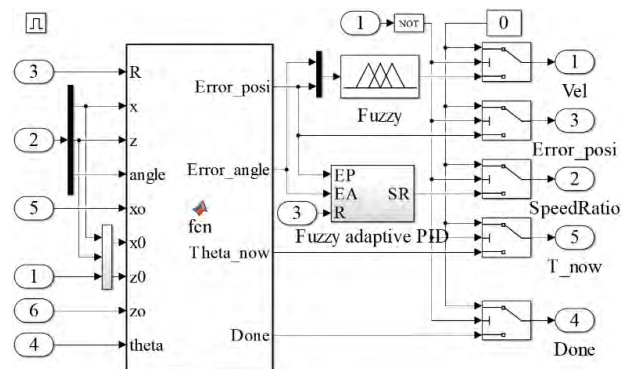 1
NOT
0
3
R
x
2
z
angle
5
xo
x0
1
z0
6
zo
4
theta
fcn
Error_posi
Error_angle
Theta_now
Done
Fuzzy
EP
EA
SR
3
R
Fuzzy adaptive PID
1
Vel
3
Error_posi
2
SpeedRatio
5
T_now
4
Done